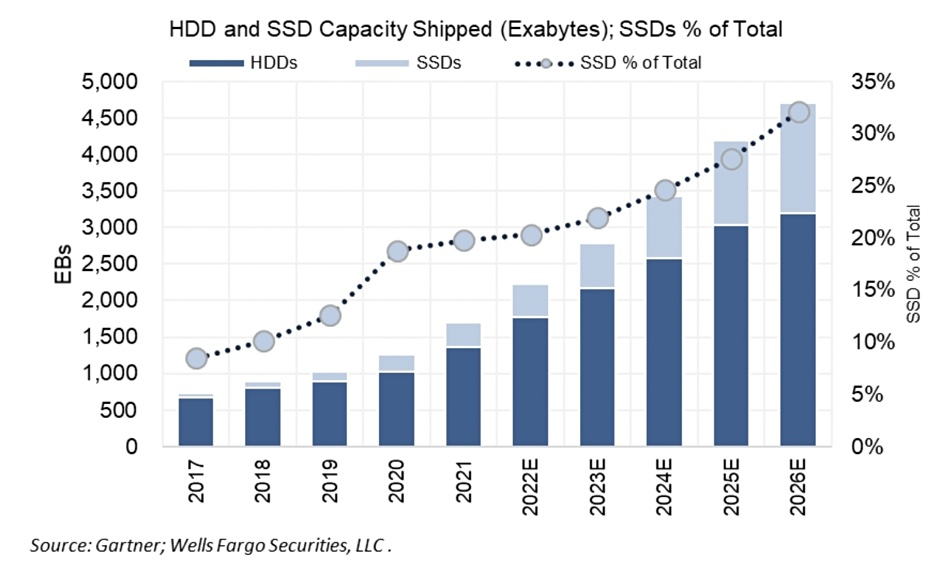 HDD and SSD Capacity Shipped (Exabytes); SSDs % of Total
HDDs SSDs SSD % of Total
5,000
4,500
4,000
3,500
3,000
2,500
2,000
1,500
1,000
500
0
EBs
35%
30%
25%
20%
15%
10%
5%
0%
SSD % of Total
2017
2018
2019
2020
2021
2022E
2023E
2024E
2025E
2026E
Source: Gartner; Wells Fargo Securities, LLC .